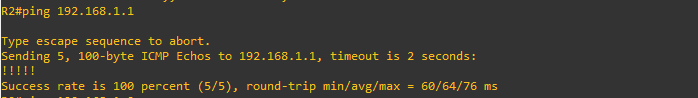 R2#ping 192.168.1.1
Type escape sequence to abort.
Sending 5, 100-byte ICMP Echos to 192.168.1.1, timeout is 2 seconds:
!!!!!
Success rate is 100 percent (5/5), round-trip min/avg/max = 60/64/76 ms